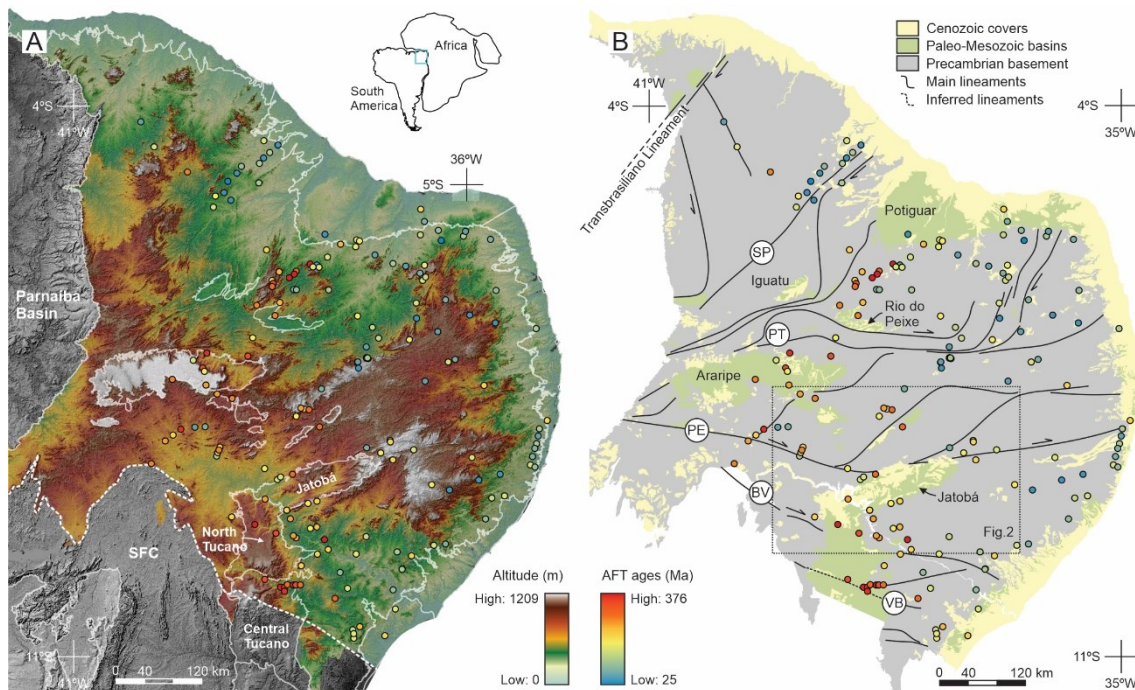 A
Africa
South
America
4ºS
41ºW
36ºW
5ºS
Parnaíba
Basin
Jatobá
North
Tucano
SFC
Central
Tucano
11ºS
41ºW
0 40 80 120 km
Altitude (m)
High: 1209
Low: 0
AFT ages (Ma)
High: 376
Low: 25
B
Cenozoic covers
Paleo-Mesozoic basins
Precambrian basement
Main lineaments
Inferred lineaments
41ºW
4ºS
4ºS
35ºW
Transbrasiliano Lineament
Potiguar
SP
Iguatu
Rio do
Peixe
PT
Araripe
PE
BV
Jatobá
Fig.2
VB
11ºS
35ºW
0 40 80 120 km